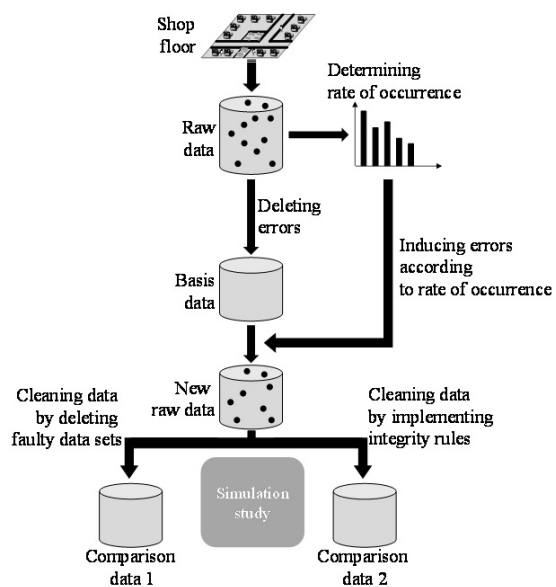 Shop
floor
Determining
rate of occurrence
Raw
data
Deleting
errors
Inducing errors
according
to rate of occurrence
Basis
data
New
raw data
Cleaning data
by deleting
faulty data sets
Cleaning data
by implementing
integrity rules
Simulation
study
Comparison
data 1
Comparison
data 2